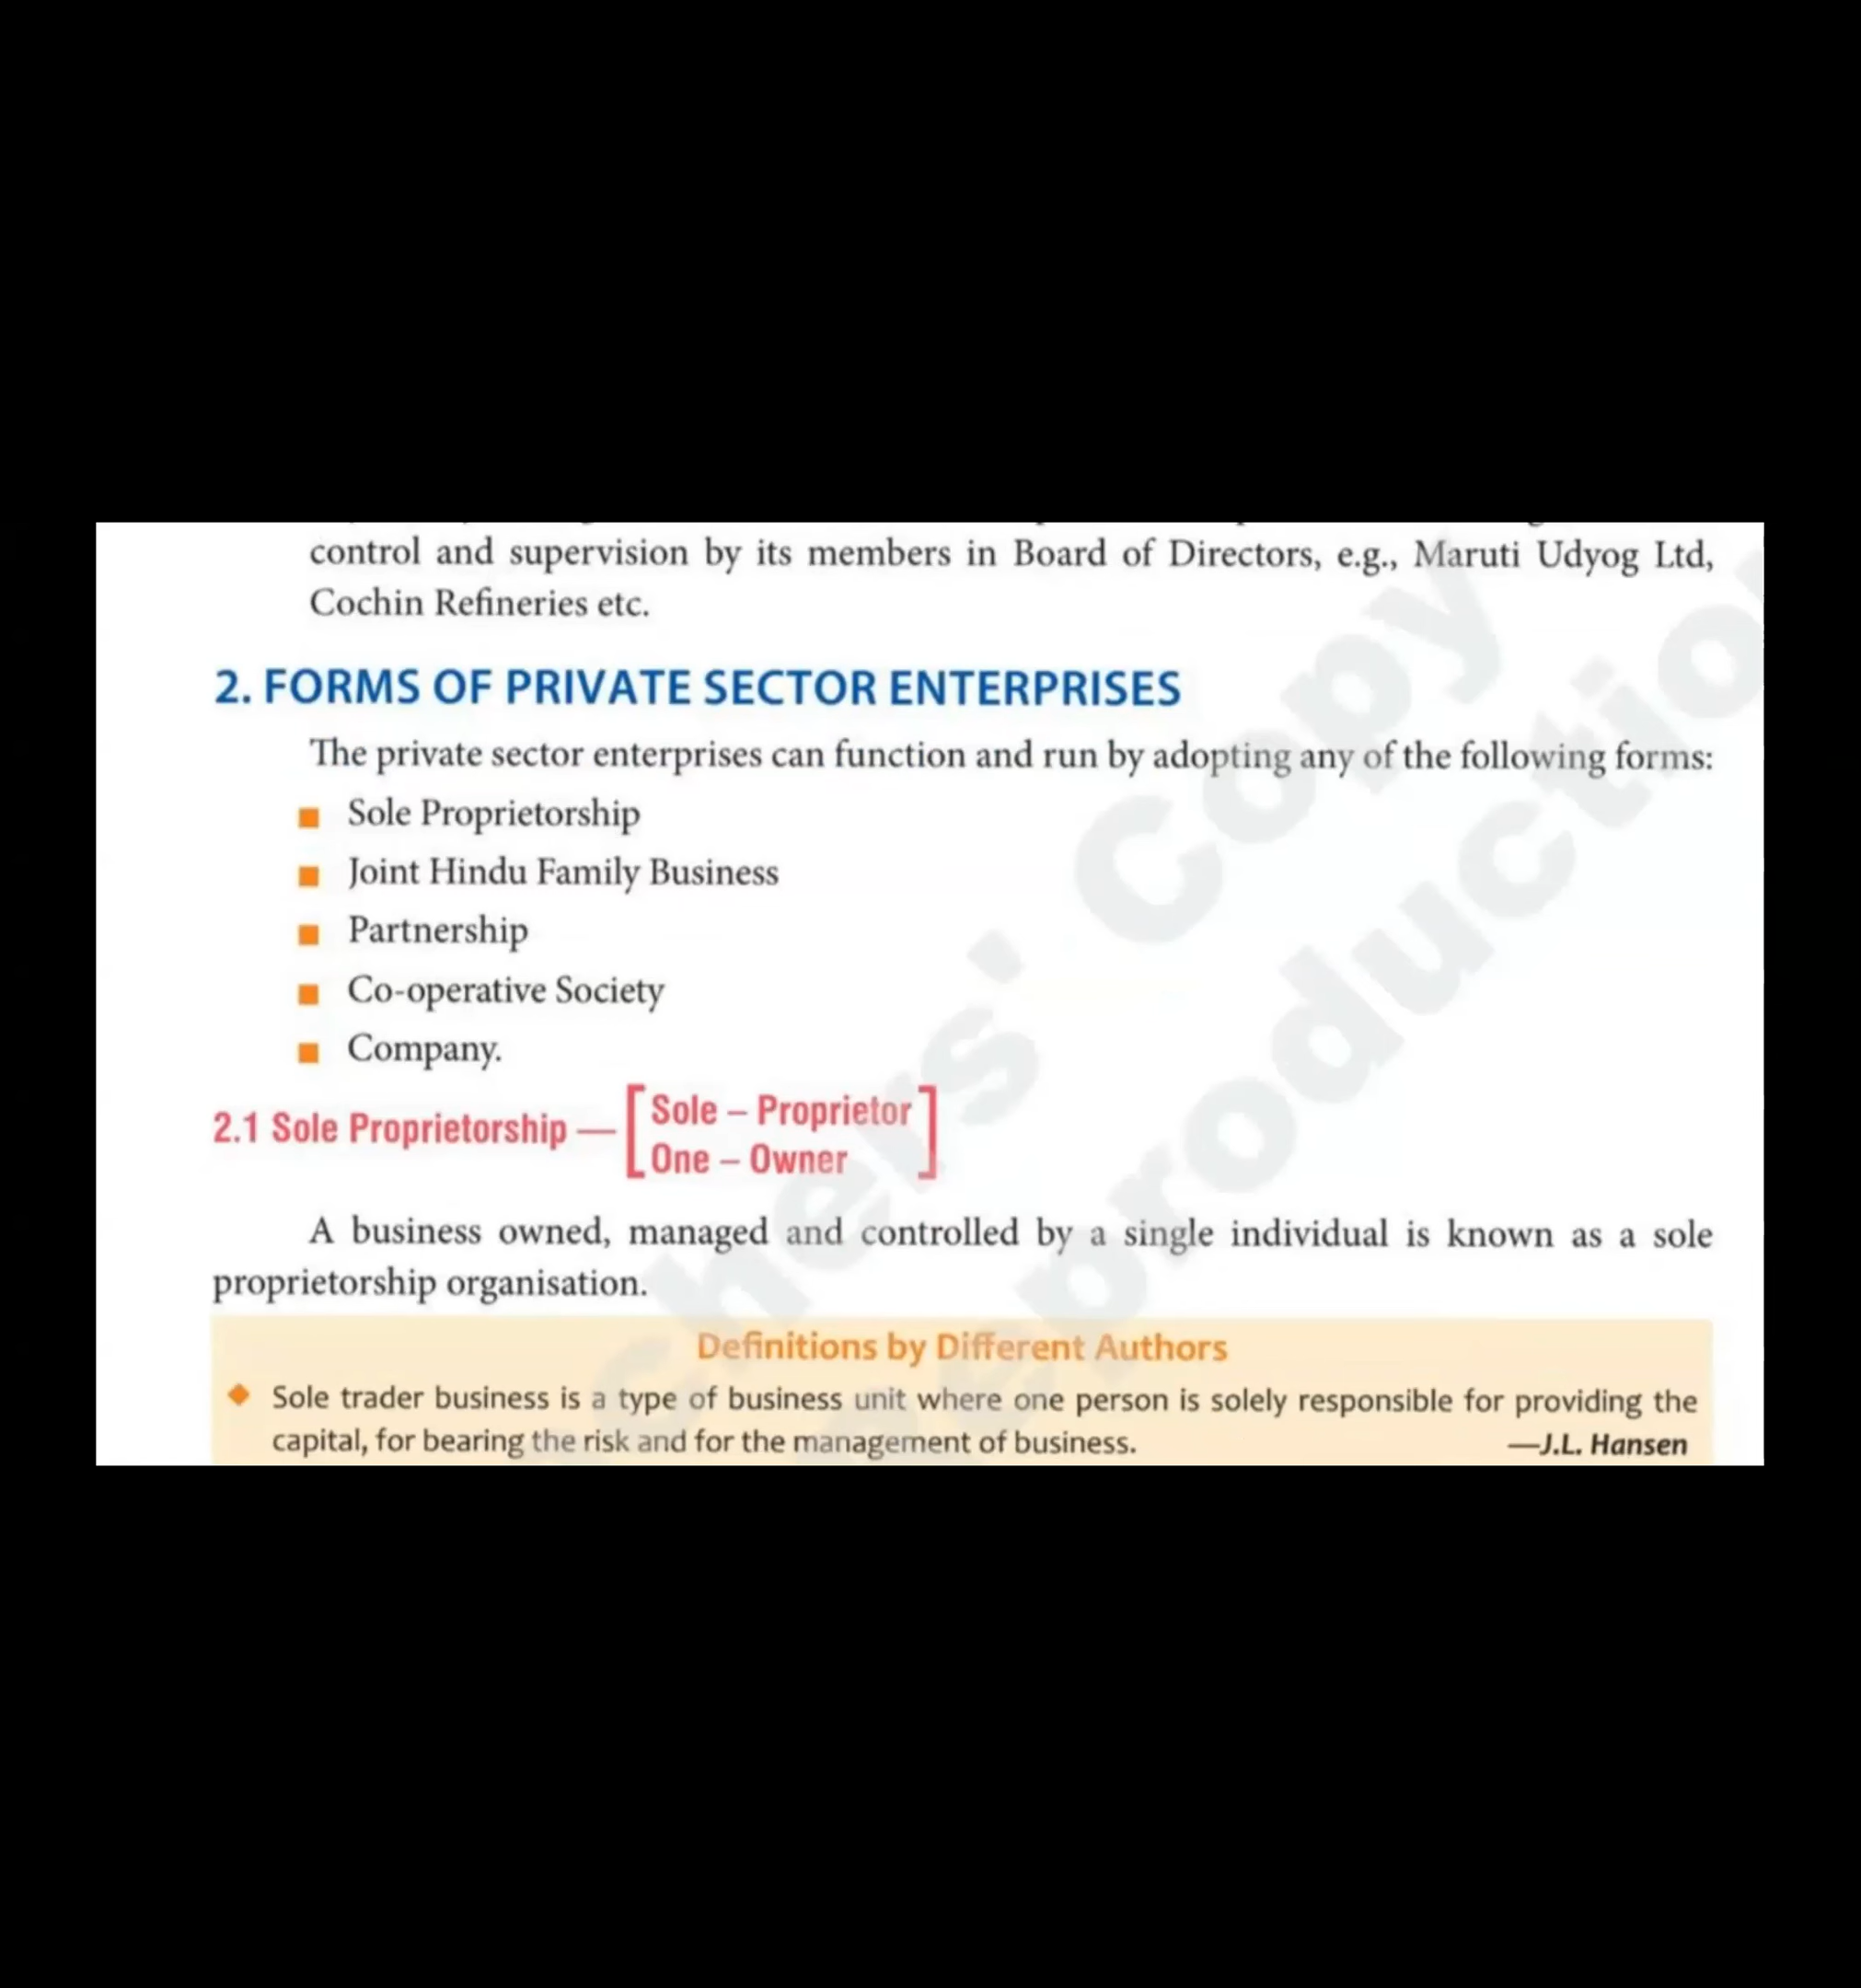 control and supervision by its members in Board of Directors, e.g., Maruti Udyog Ltd,
Cochin Refineries etc.
2. FORMS OF PRIVATE SECTOR ENTERPRISES
The private sector enterprises can function and run by adopting any of the following forms:
■ Sole Proprietorship
■ Joint Hindu Family Business
■ Partnership
■ Co-operative Society
■ Company.
2.1 Sole Proprietorship — [Sole – Proprietor
One – Owner]
A business owned, managed and controlled by a single individual is known as a sole
proprietorship organisation.
Definitions by Different Authors
◆ Sole trader business is a type of business unit where one person is solely responsible for providing the
capital, for bearing the risk and for the management of business. —J.L. Hansen
Copy